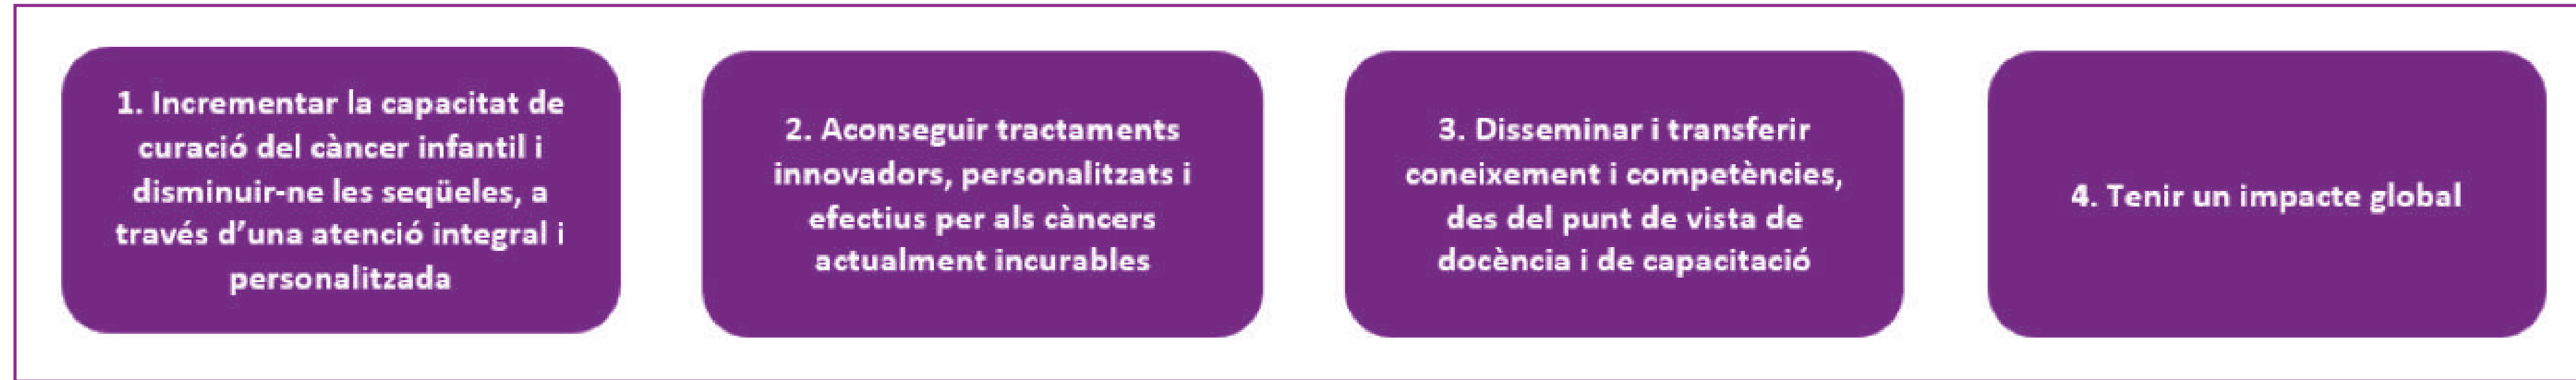 1. Incrementar la capacitat de
curació del càncer infantil i
disminuir-ne les seqüeles, a
través d’una atenció integral i
personalitzada
2. Aconseguir tractaments
innovadors, personalitzats i
efectius per als càncers
actualment incurables
3. Disseminar i transferir
coneixement i competències,
des del punt de vista de
docència i de capacitació
4. Tenir un impacte global